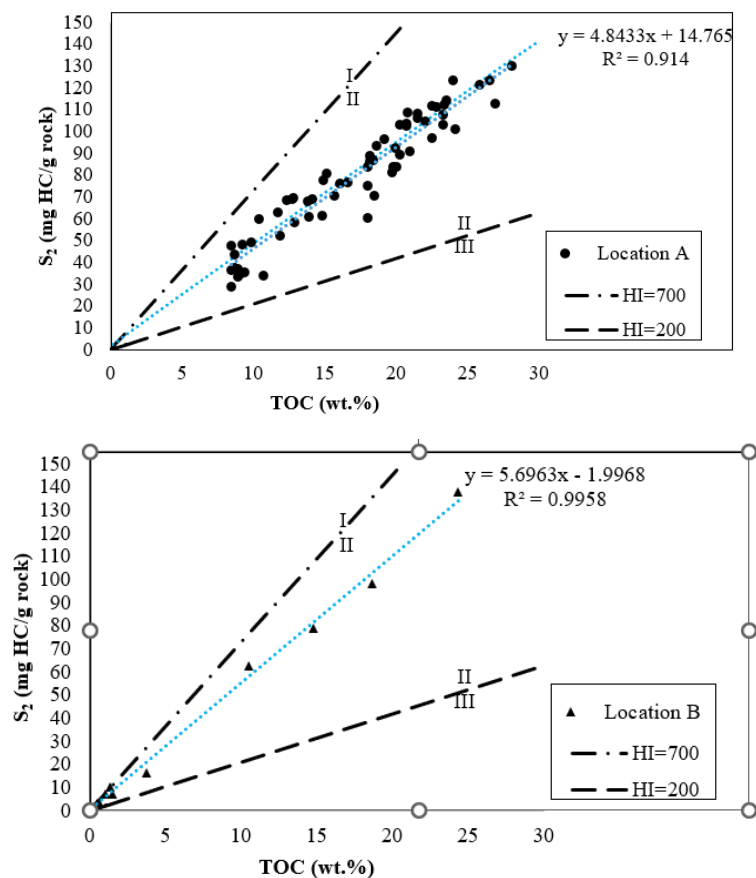 150
140
130
120
110
100
90
80
70
60
50
40
30
20
10
0
S₂ (mg HC/g rock)
y = 4.8433x + 14.765
R² = 0.914
I
II
II
III
Location A
HI=700
HI=200
0 5 10 15 20 25 30
TOC (wt.%)
150
140
130
120
110
100
90
80
70
60
50
40
30
20
10
0
S₂ (mg HC/g rock)
y = 5.6963x - 1.9968
R² = 0.9958
I
II
II
III
Location B
HI=700
HI=200
0 5 10 15 20 25 30
TOC (wt.%)